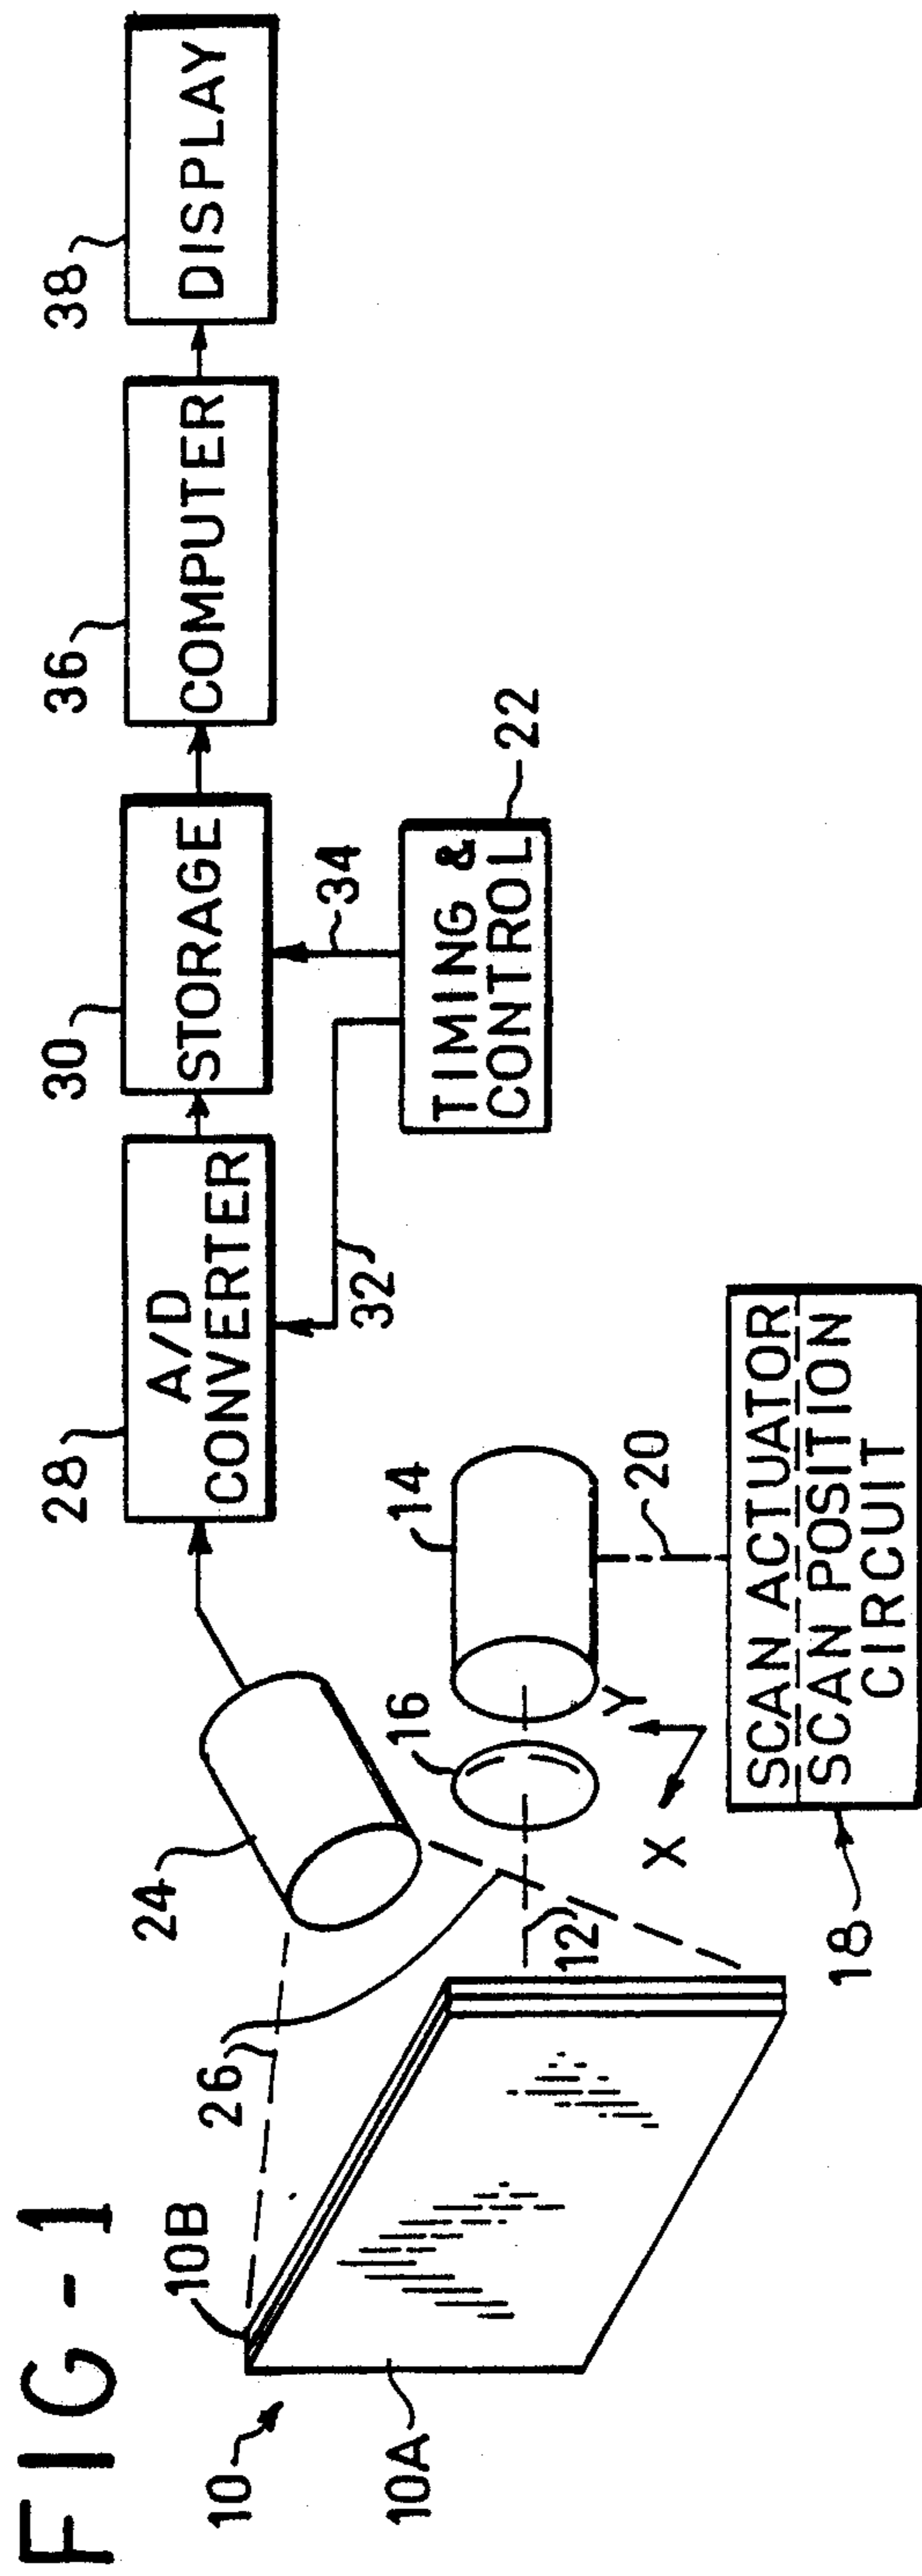 FIG-1
10
10A
10B
26
24
12
16
14
X
Y
20
18
SCAN ACTUATOR
SCAN POSITION
CIRCUIT
28
A/D
CONVERTER
32
30
STORAGE
34
TIMING &
CONTROL
22
36
COMPUTER
38
DISPLAY